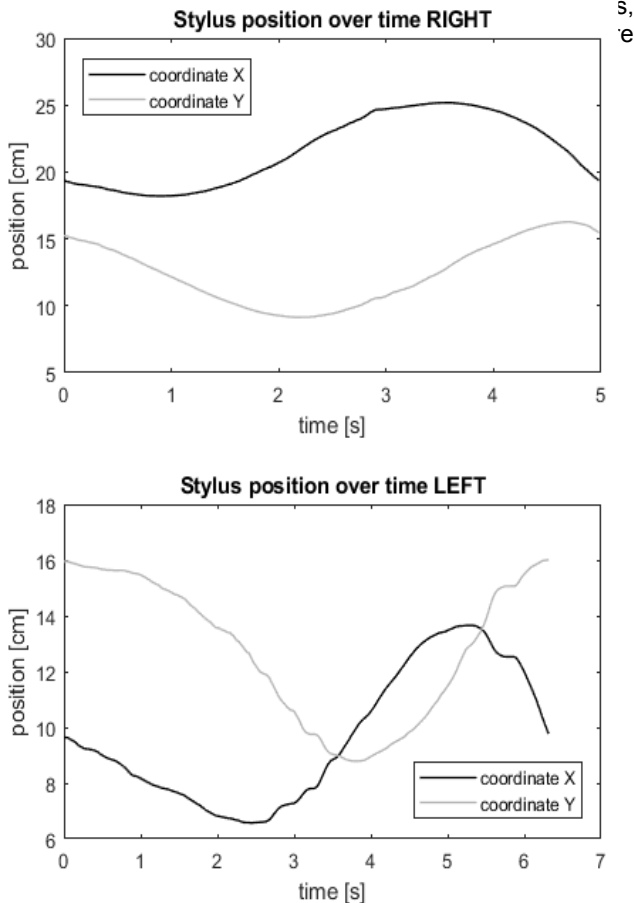 s,
Stylus position over time RIGHT
re
30
25
20
15
10
5
position [cm]
coordinate X
coordinate Y
0 1 2 3 4 5
time [s]
Stylus position over time LEFT
18
16
14
12
10
8
6
position [cm]
coordinate X
coordinate Y
0 1 2 3 4 5 6 7
time [s]